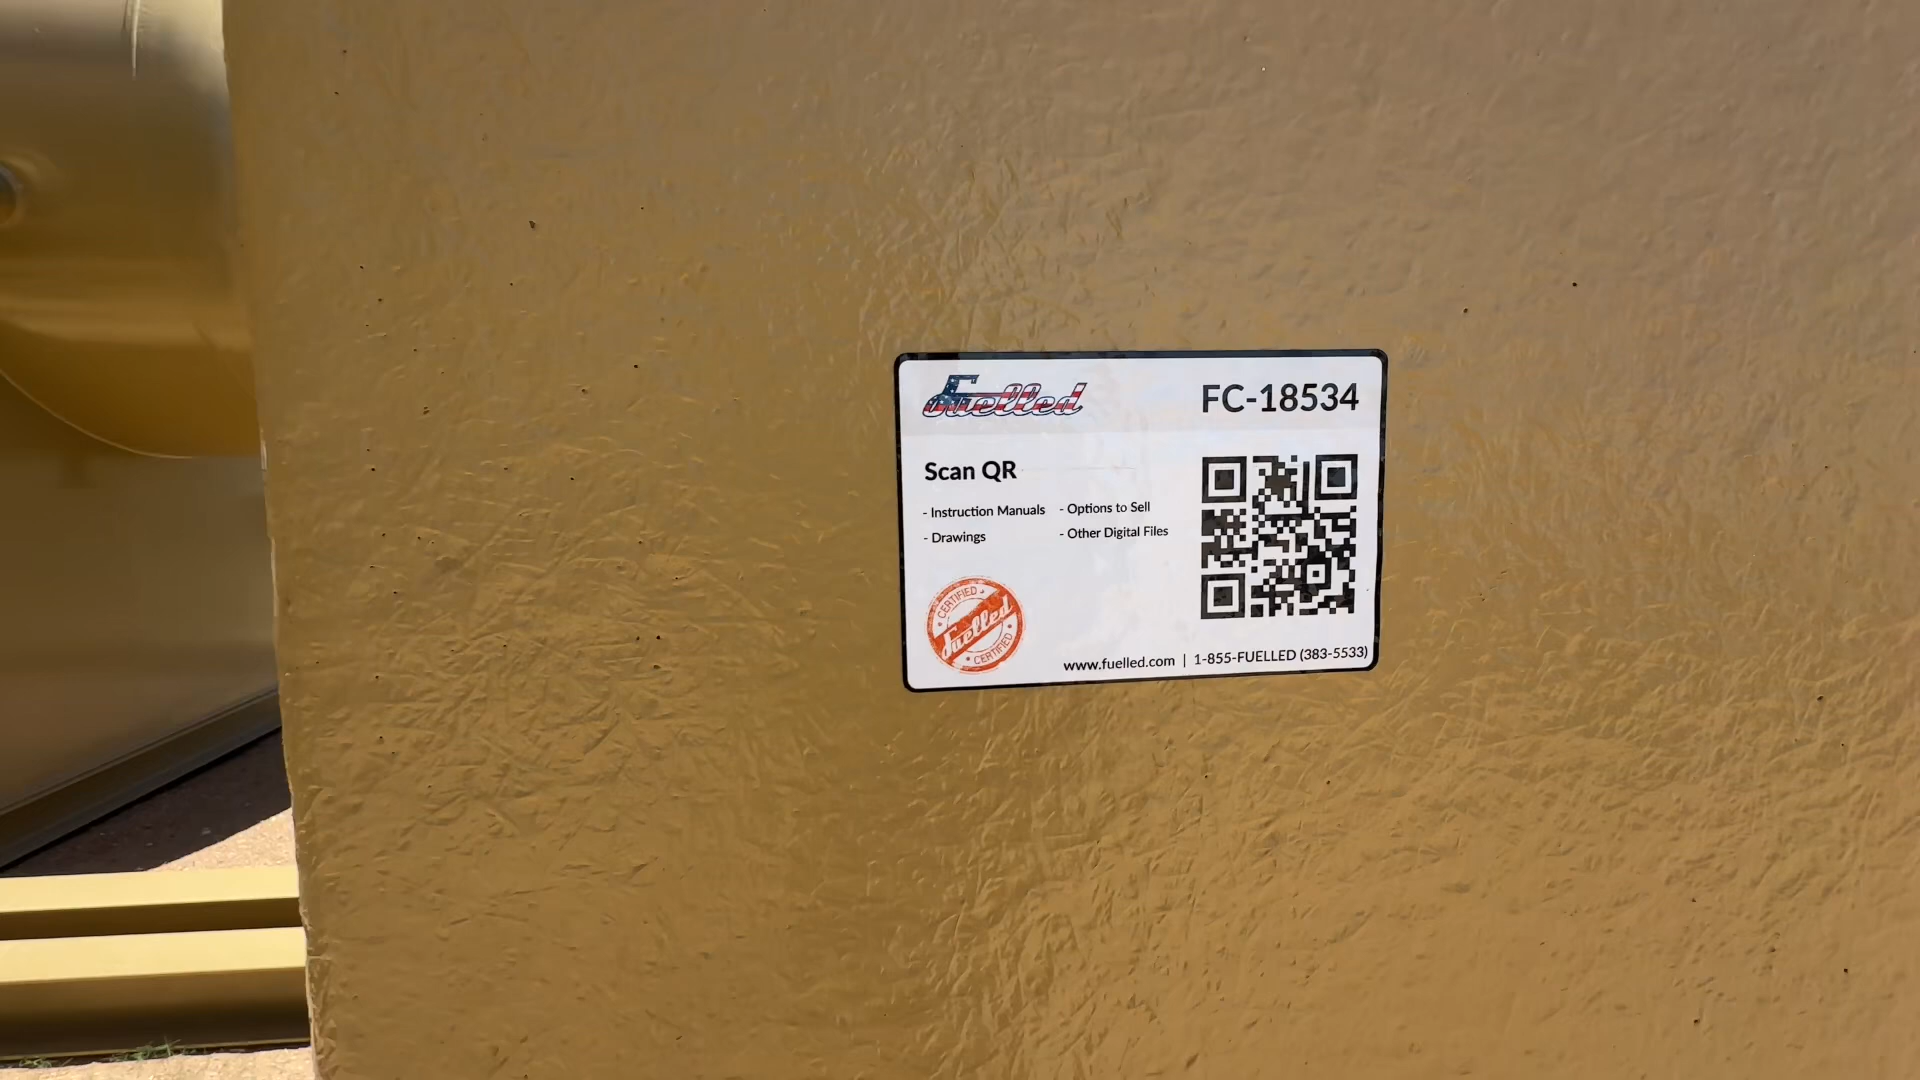 Fuelled
FC-18534
Scan QR
- Instruction Manuals
- Options to Sell
- Drawings
- Other Digital Files
CERTIFIED
Fuelled
CERTIFIED
www.fuelled.com | 1-855-FUELLED (383-5533)